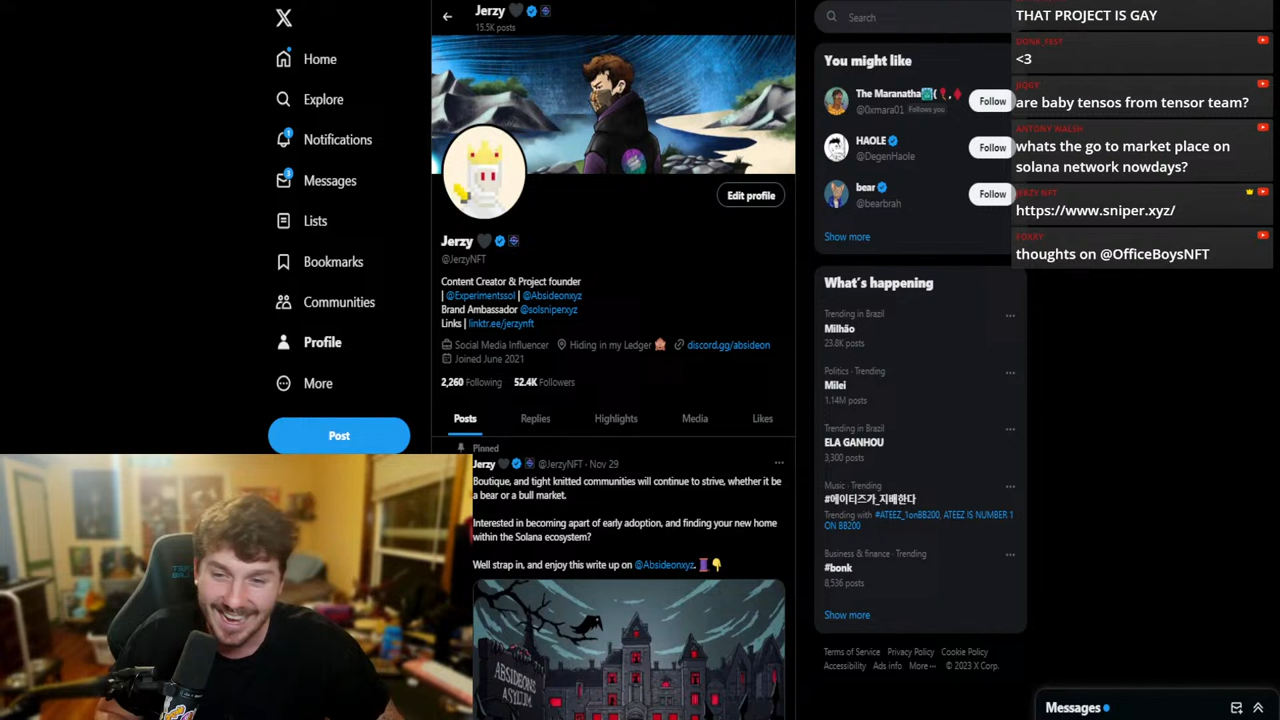 Home
Explore
1
Notifications
3
Messages
Lists
Bookmarks
Communities
Profile
More
Post
Jerzy
15.5K posts
Edit profile
Jerzy
@JerzyNFT
Content Creator & Project founder
| @Experimentssol | @Absideonxyz
Brand Ambassador @solsniperxyz
Links | linktr.ee/jerzynft
Social Media Influencer Hiding in my Ledger discord.gg/absideon
Joined June 2021
2,260 Following 52.4K Followers
Posts Replies Highlights Media Likes
Pinned
Jerzy @JerzyNFT · Nov 29
Boutique, and tight knitted communities will continue to strive, whether it be
a bear or a bull market.
Interested in becoming apart of early adoption, and finding your new home
within the Solana ecosystem?
Well strap in, and enjoy this write up on @Absideonxyz.
ABSIDEONS
ASYLUM
Search
You might like
The Maranatha
@0xmara01 Follows you
Follow
HAOLE
@DegenHaole
Follow
bear
@bearbrah
Follow
Show more
What's happening
Trending in Brazil
Milhão
23.8K posts
Politics · Trending
Milei
1.14M posts
Trending in Brazil
ELA GANHOU
3,300 posts
Music · Trending
#에이티즈가_지배한다
Trending with #ATEEZ_1onBB200, ATEEZ IS NUMBER 1
ON BB200
Business & finance · Trending
#bonk
8,536 posts
Show more
Terms of Service Privacy Policy Cookie Policy
Accessibility Ads info More ··· © 2023 X Corp.
THAT PROJECT IS GAY
DONK_FEST
<3
are baby tensos from tensor team?
ANTONY WALSH
whats the go to market place on
solana network nowdays?
JERZY NFT
https://www.sniper.xyz/
FOXXY
thoughts on @OfficeBoysNFT
Messages